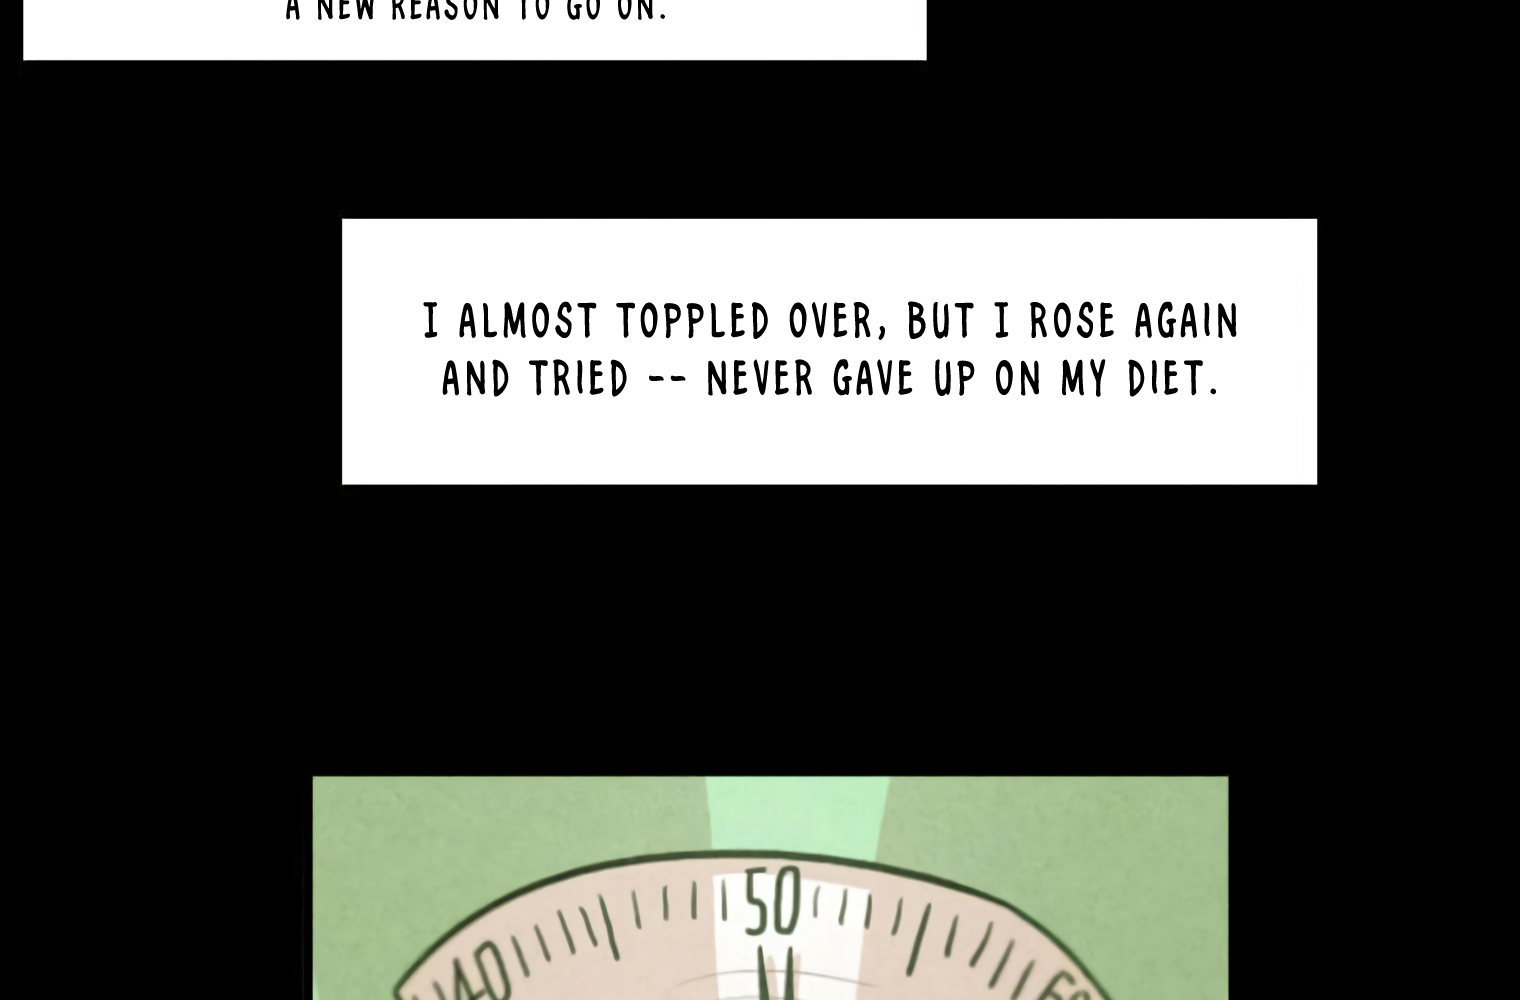 A NEW REASON TO GO ON.
I ALMOST TOPPLED OVER, BUT I ROSE AGAIN
AND TRIED -- NEVER GAVE UP ON MY DIET.
50
40
60